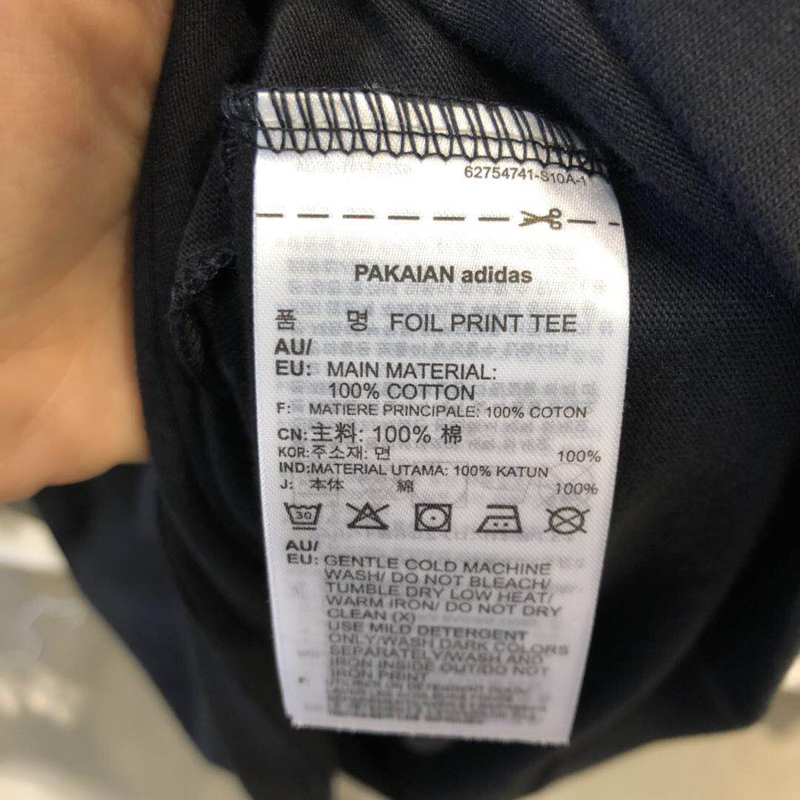 62754741-S10A-1
PAKAIAN adidas
품 명 FOIL PRINT TEE
AU/
EU: MAIN MATERIAL:
100% COTTON
F: MATIERE PRINCIPALE: 100% COTON
CN:主料: 100% 棉
KOR:주소재: 면 100%
IND:MATERIAL UTAMA: 100% KATUN
J: 本体 綿 100%
30
AU/
EU: GENTLE COLD MACHINE
WASH/ DO NOT BLEACH/
TUMBLE DRY LOW HEAT/
WARM IRON/ DO NOT DRY
CLEAN (X)
USE MILD DETERGENT
ONLY/WASH DARK COLORS
SEPARATELY/WASH AND
IRON INSIDE OUT/DO NOT
IRON PRINT
F: